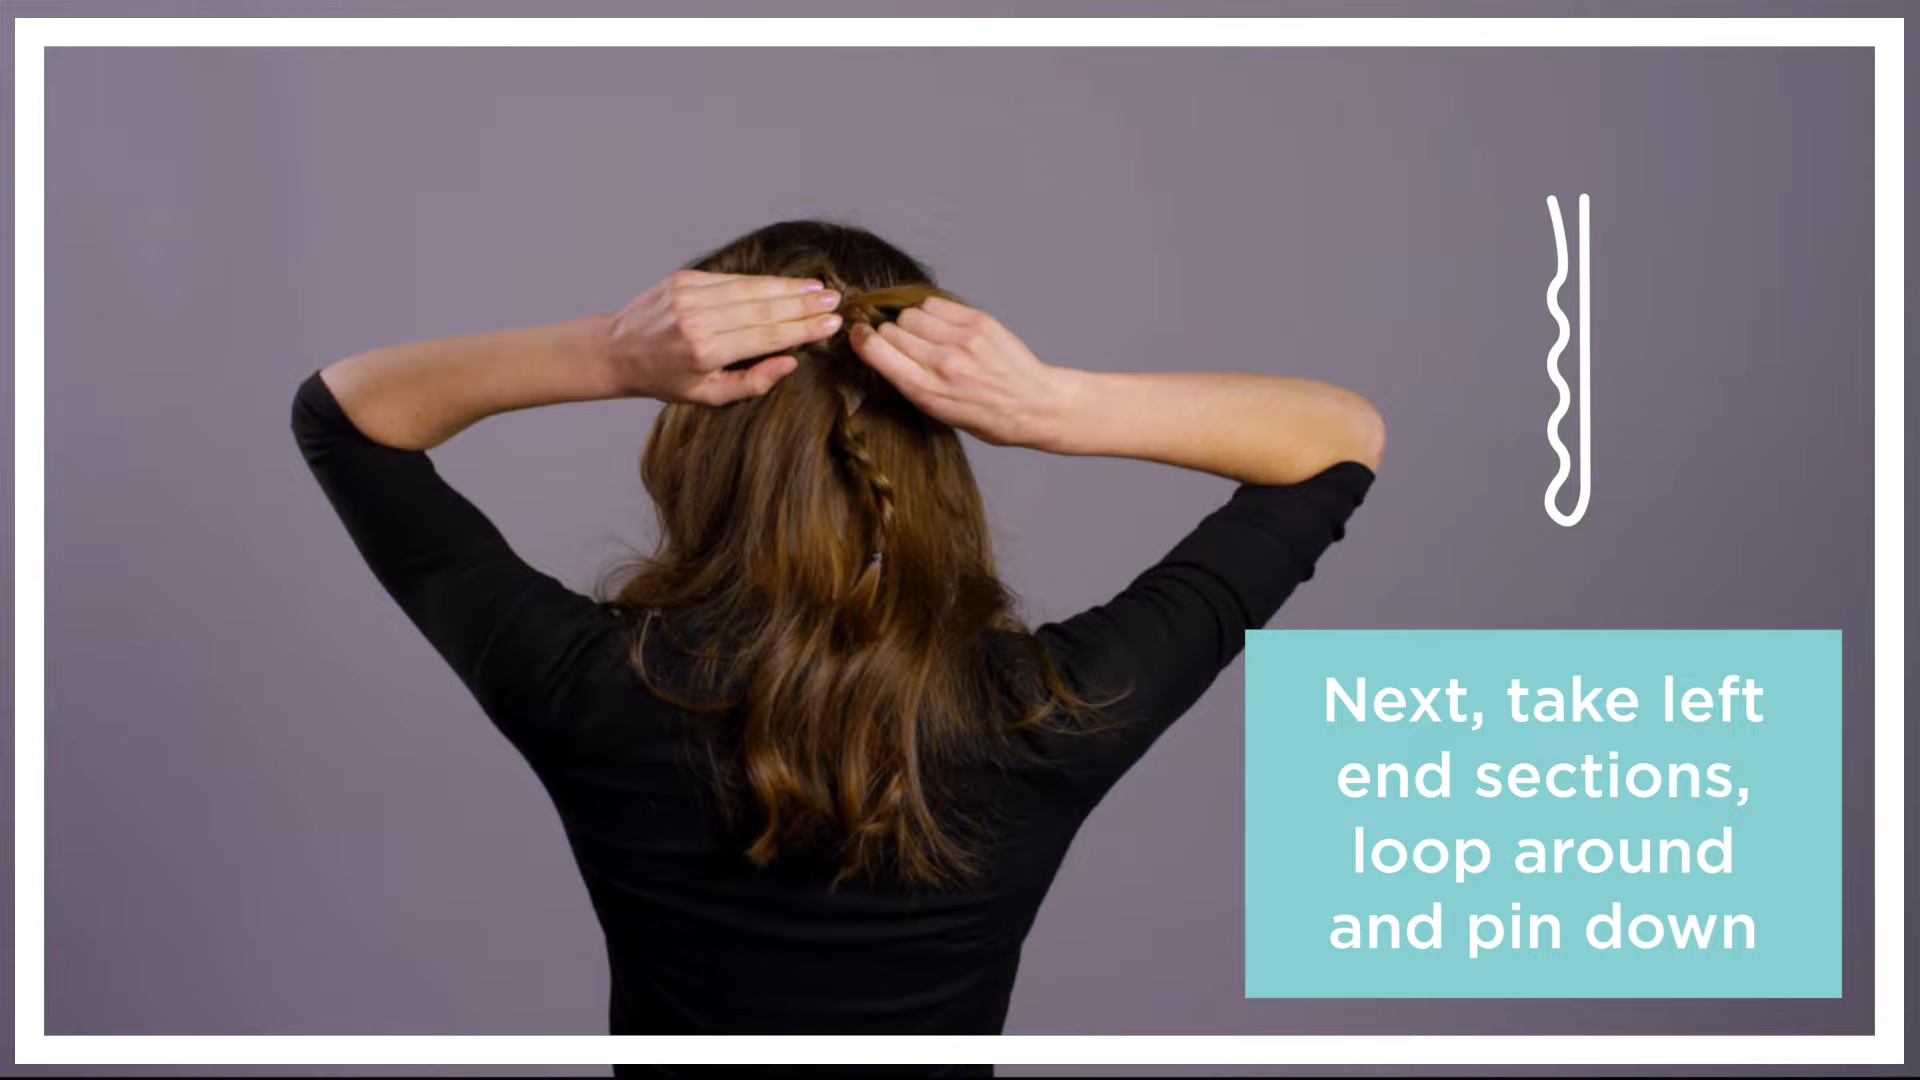 Next, take left
end sections,
loop around
and pin down